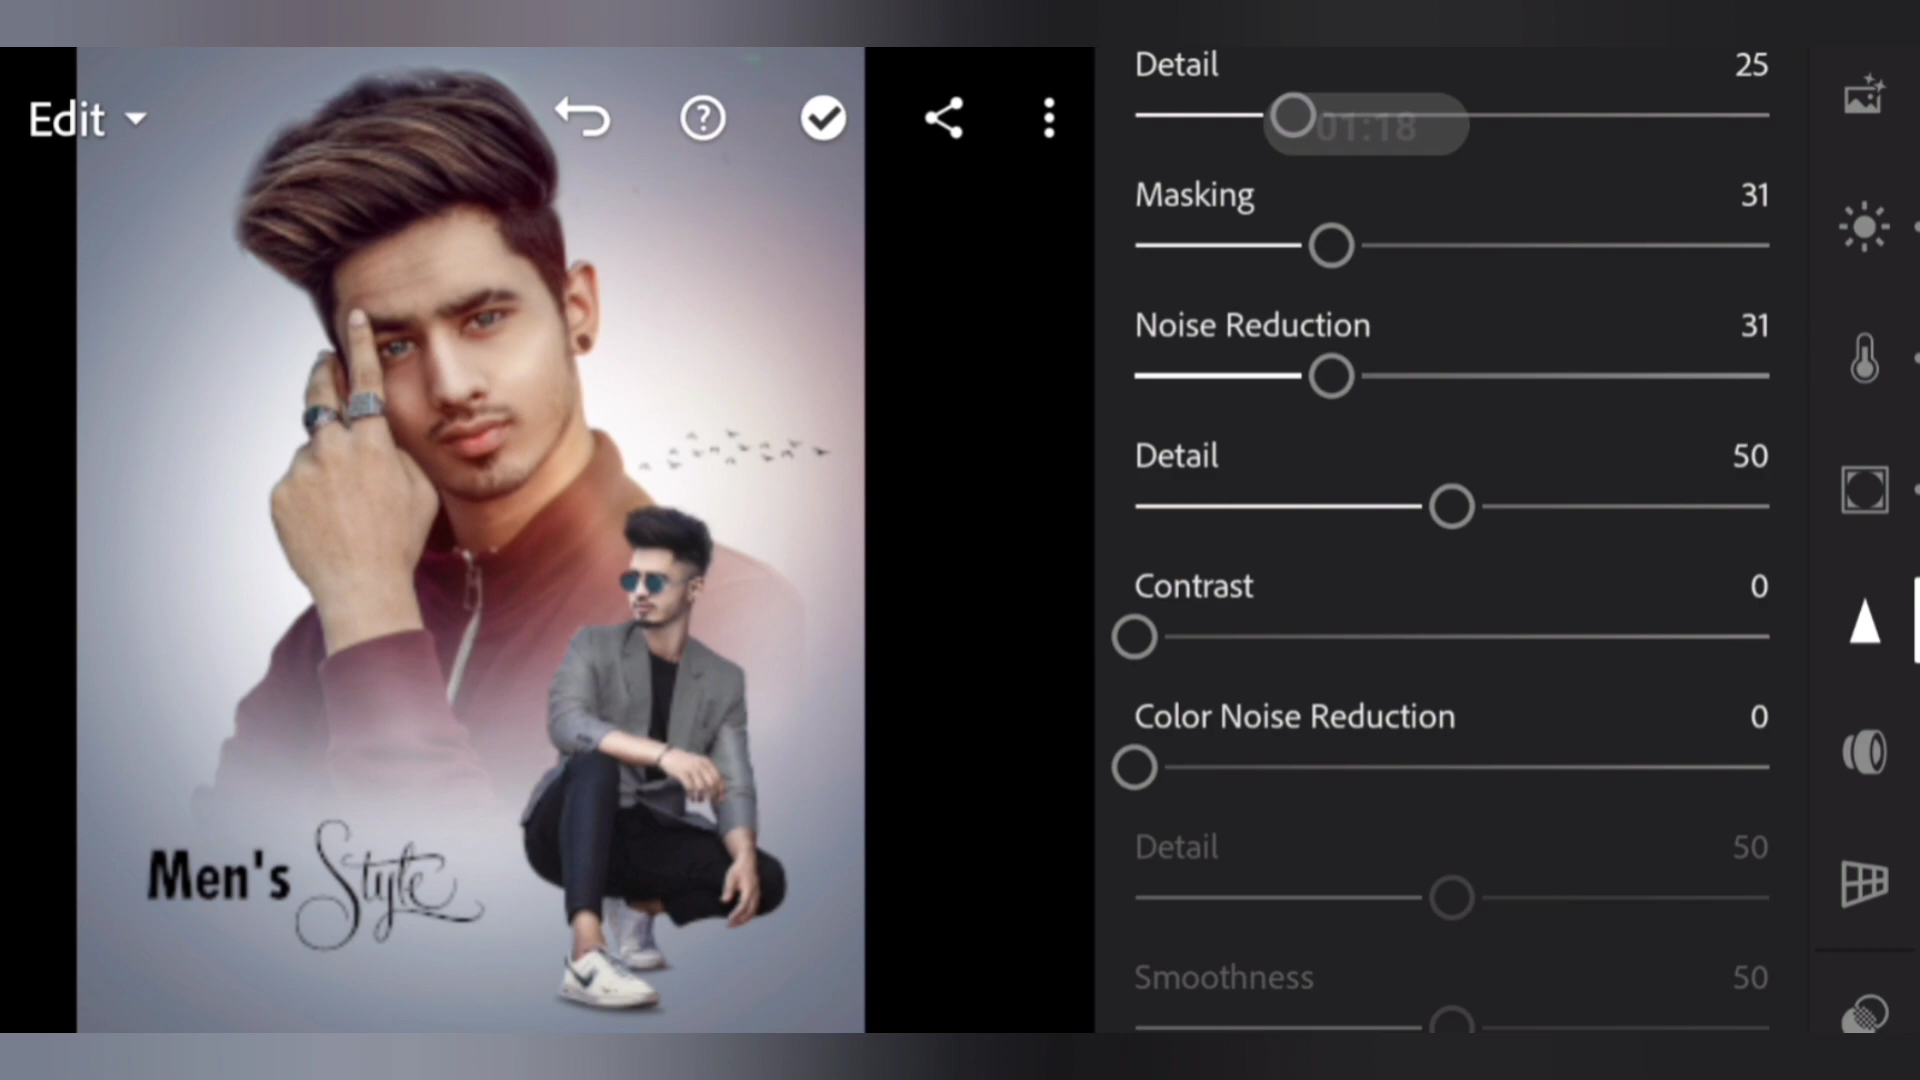 Edit
Detail 25
01:18
Masking 31
Noise Reduction 31
Detail 50
Contrast 0
Color Noise Reduction 0
Detail 50
Smoothness 50
Men's Style